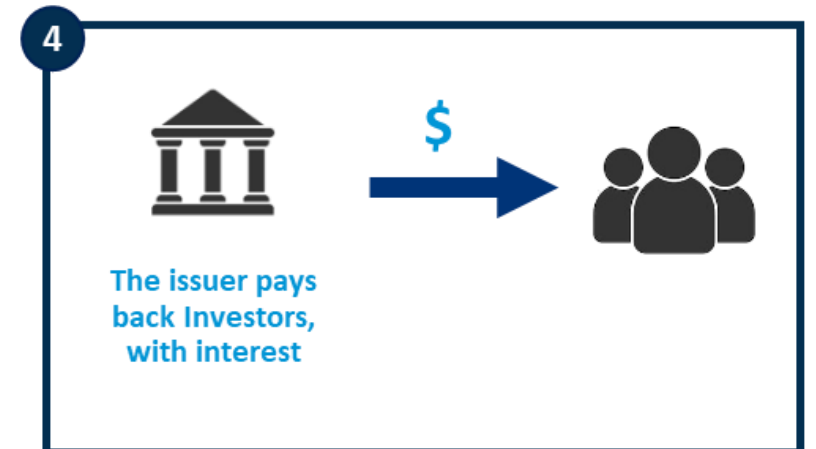 4
$
The issuer pays
back Investors,
with interest